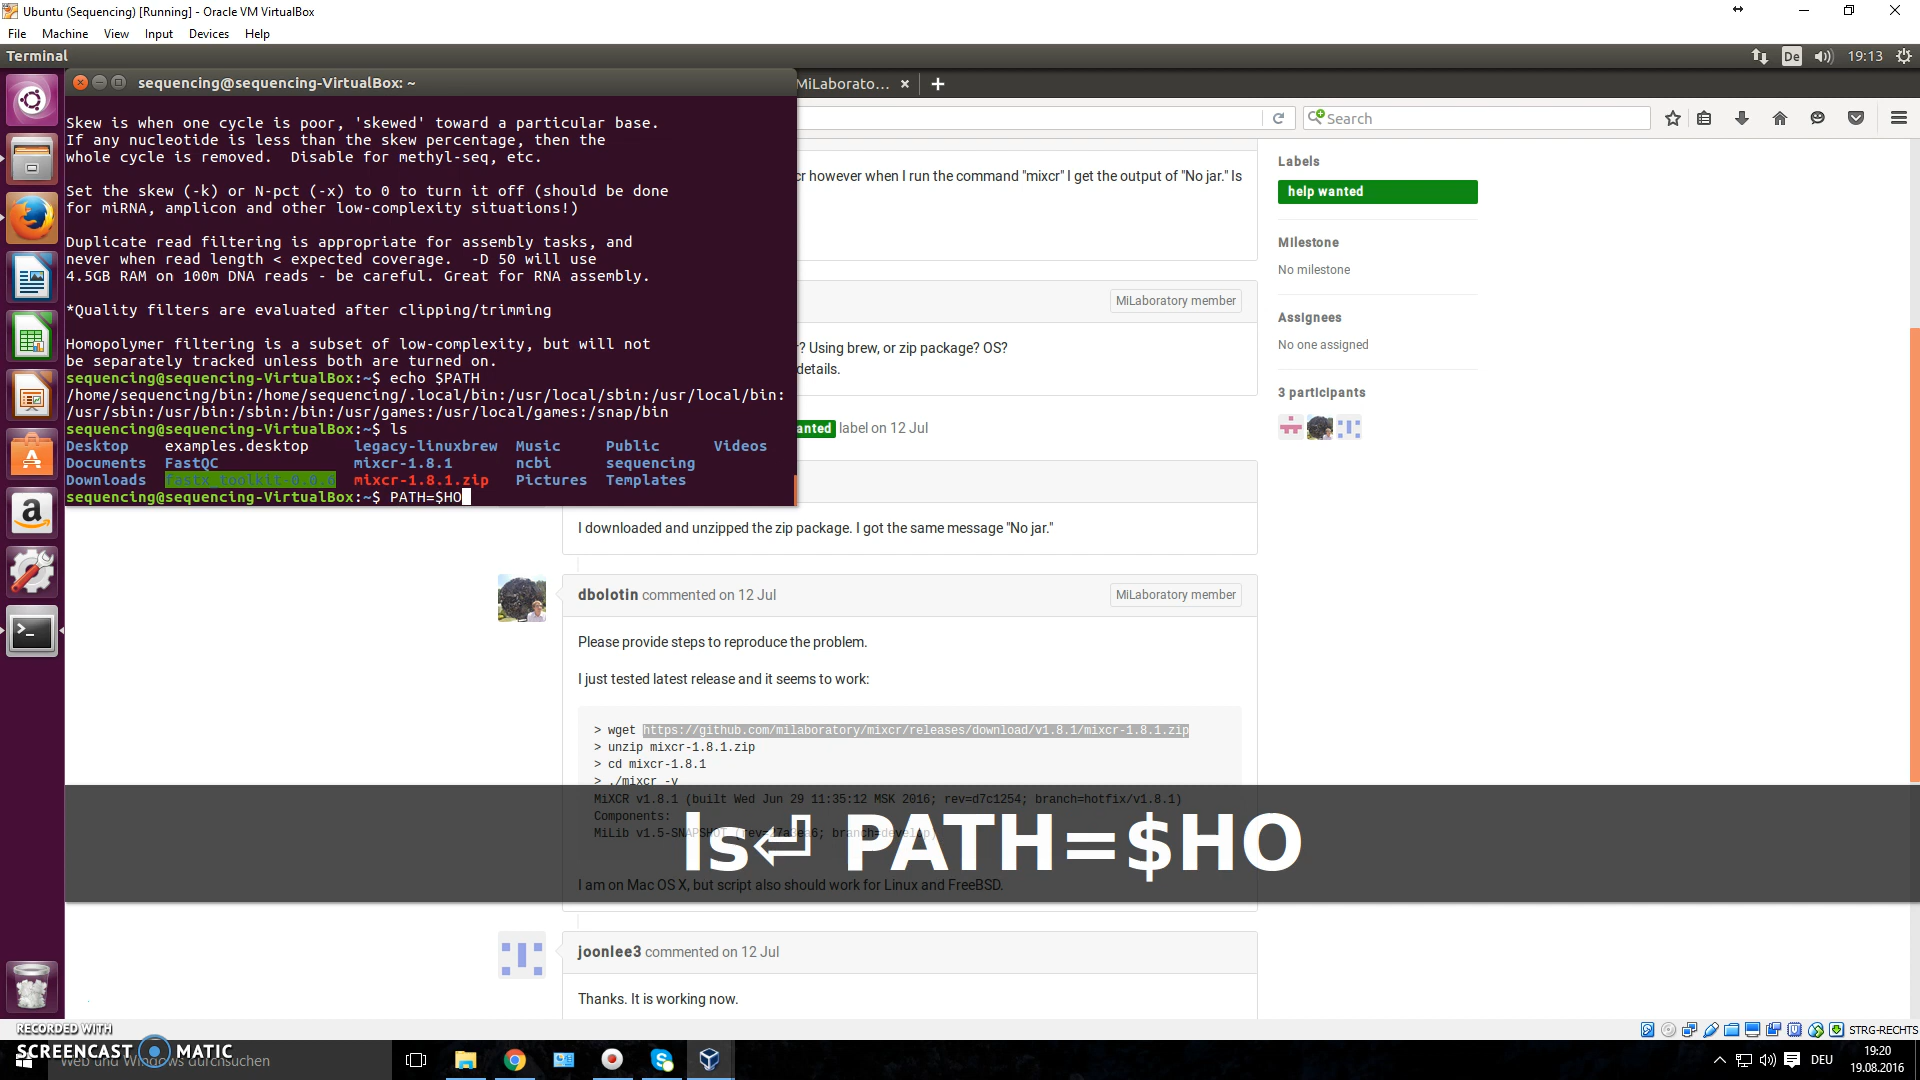 Ubuntu (Sequencing) [Running] - Oracle VM VirtualBox
File Machine View Input Devices Help
Terminal
De 19:13
sequencing@sequencing-VirtualBox: ~
MiLaborato...
Search
Skew is when one cycle is poor, 'skewed' toward a particular base.
If any nucleotide is less than the skew percentage, then the
whole cycle is removed.  Disable for methyl-seq, etc.
Set the skew (-k) or N-pct (-x) to 0 to turn it off (should be done
for miRNA, amplicon and other low-complexity situations!)
Duplicate read filtering is appropriate for assembly tasks, and
never when read length < expected coverage.  -D 50 will use
4.5GB RAM on 100m DNA reads - be careful. Great for RNA assembly.
*Quality filters are evaluated after clipping/trimming
Homopolymer filtering is a subset of low-complexity, but will not
be separately tracked unless both are turned on.
sequencing@sequencing-VirtualBox:~$ echo $PATH
/home/sequencing/bin:/home/sequencing/.local/bin:/usr/local/sbin:/usr/local/bin:
/usr/sbin:/usr/bin:/sbin:/bin:/usr/games:/usr/local/games:/snap/bin
sequencing@sequencing-VirtualBox:~$ ls
Desktop examples.desktop legacy-linuxbrew Music Public Videos
Documents FastQC mixcr-1.8.1 ncbi sequencing
Downloads fastx_toolkit-0.0.6 mixcr-1.8.1.zip Pictures Templates
sequencing@sequencing-VirtualBox:~$ PATH=$HO
however when I run the command "mixcr" I get the output of "No jar." Is
MiLaboratory member
? Using brew, or zip package? OS?
details.
label on 12 Jul
I downloaded and unzipped the zip package. I got the same message "No jar."
dbolotin commented on 12 Jul
MiLaboratory member
Please provide steps to reproduce the problem.
I just tested latest release and it seems to work:
> wget https://github.com/milaboratory/mixcr/releases/download/v1.8.1/mixcr-1.8.1.zip
> unzip mixcr-1.8.1.zip
> cd mixcr-1.8.1
> ./mixcr -v
MiXCR v1.8.1 (built Wed Jun 29 11:35:12 MSK 2016; rev=d7c1254; branch=hotfix/v1.8.1)
Components:
MiLib v1.5-SNAPSHOT (rev=27a3ea6; branch=develop)
I am on Mac OS X, but script also should work for Linux and FreeBSD.
ls⏎ PATH=$HO
joonlee3 commented on 12 Jul
Thanks. It is working now.
Labels
help wanted
Milestone
No milestone
Assignees
No one assigned
3 participants
STRG-RECHTS
RECORDED WITH
SCREENCAST MATIC
Web und Windows durchsuchen
DEU
19:20
19.08.2016